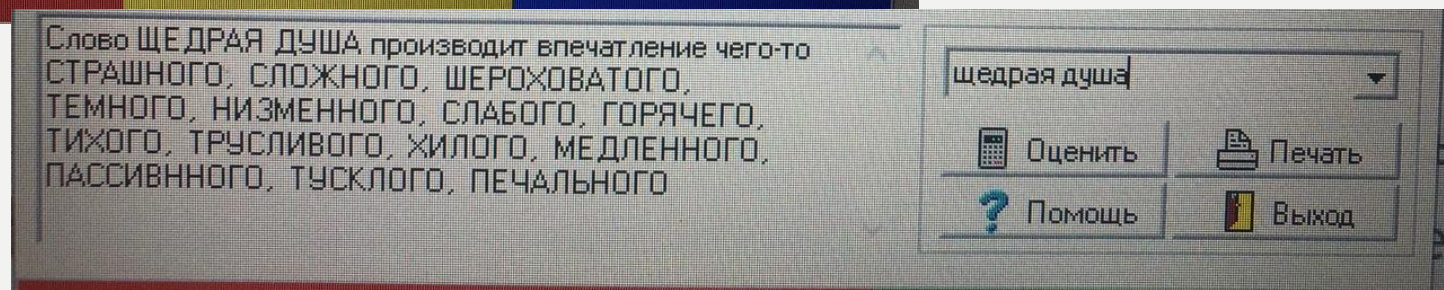 Слово ЩЕДРАЯ ДУША производит впечатление чего-то
СТРАШНОГО, СЛОЖНОГО, ШЕРОХОВАТОГО,
ТЕМНОГО, НИЗМЕННОГО, СЛАБОГО, ГОРЯЧЕГО,
ТИХОГО, ТРУСЛИВОГО, ХИЛОГО, МЕДЛЕННОГО,
ПАССИВННОГО, ТУСКЛОГО, ПЕЧАЛЬНОГО
щедрая душа
Оценить
Печать
Помощь
Выход